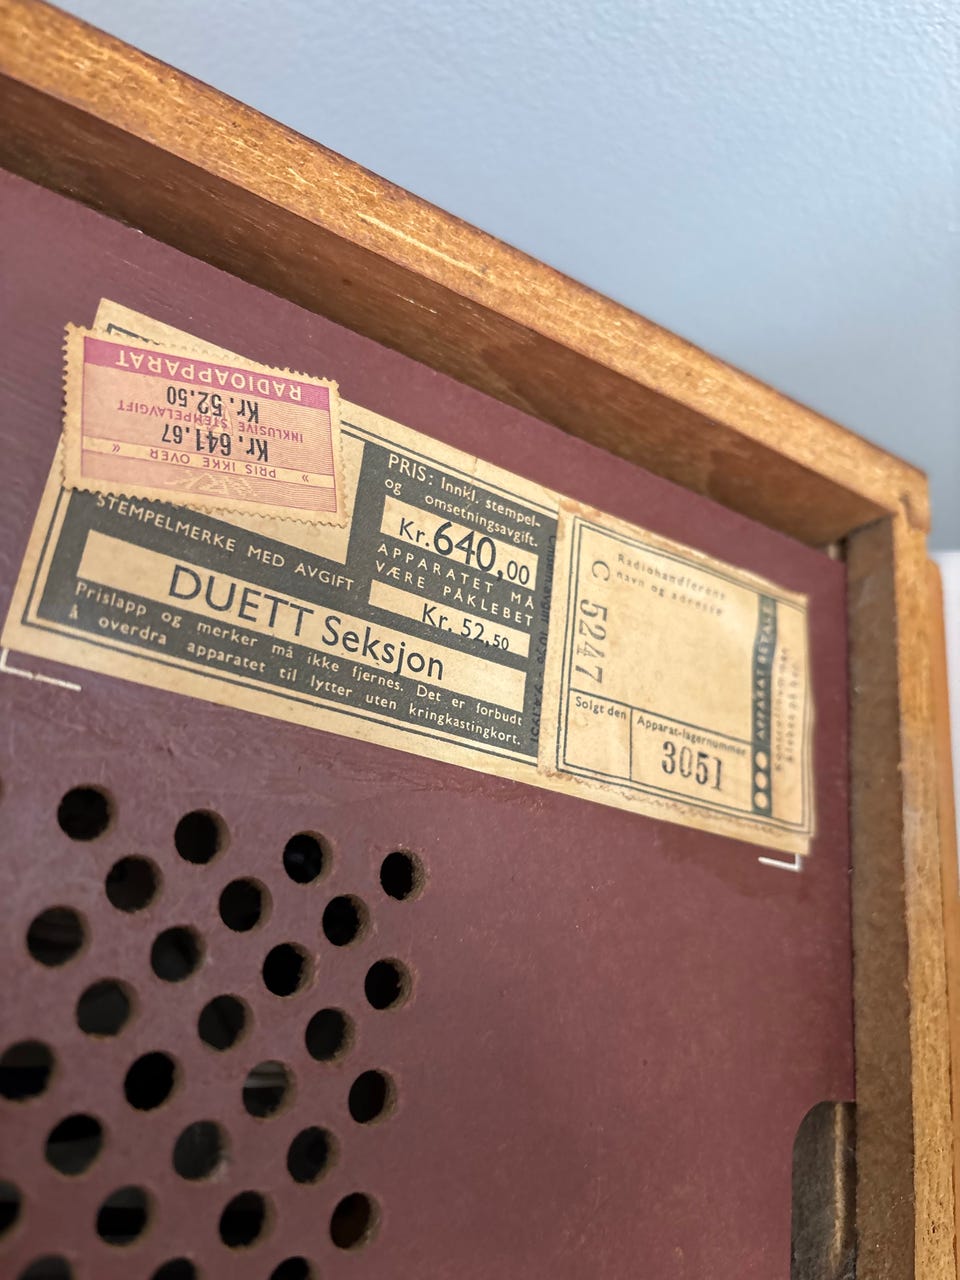 RADIOAPPARAT
Kr. 52.50
INKLUSIVE STEMPELAVGIFT
Kr. 641.67
« PRIS IKKE OVER »
PRIS: Innkl. stempel-
og omsetningsavgift.
Kr. 640,00
APPARATET MÅ
VÆRE PÅKLEBET
Kr. 52,50
STEMPELMERKE MED AVGIFT
DUETT Seksjon
Prislapp og merker må ikke fjernes. Det er forbudt
å overdra apparatet til lytter uten kringkastingkort.
Radiohandlerens
navn og adresse
C 5247
Solgt den
Apparat-lagernummer
3051
APPARAT BETALT